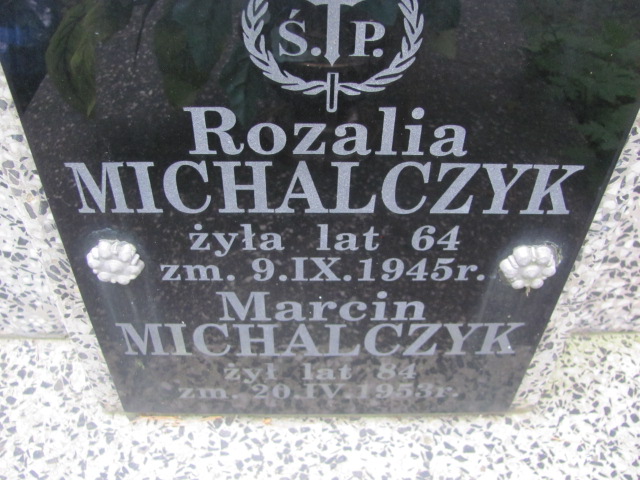 Ś.P.
Rozalia
MICHALCZYK
żyła lat 64
zm. 9.IX.1945r.
Marcin
MICHALCZYK
żył lat 84
zm. 20.IV.1953r.